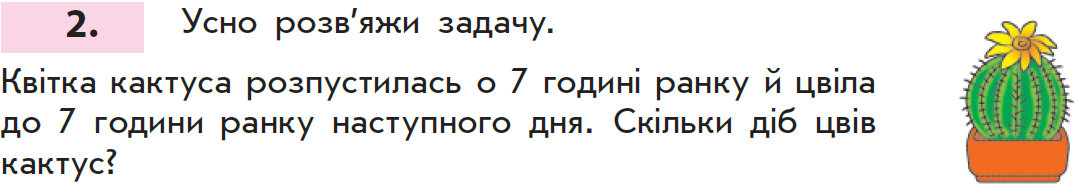 2. Усно розв’яжи задачу.
Квітка кактуса розпустилась о 7 годині ранку й цвіла
до 7 години ранку наступного дня. Скільки діб цвів
кактус?